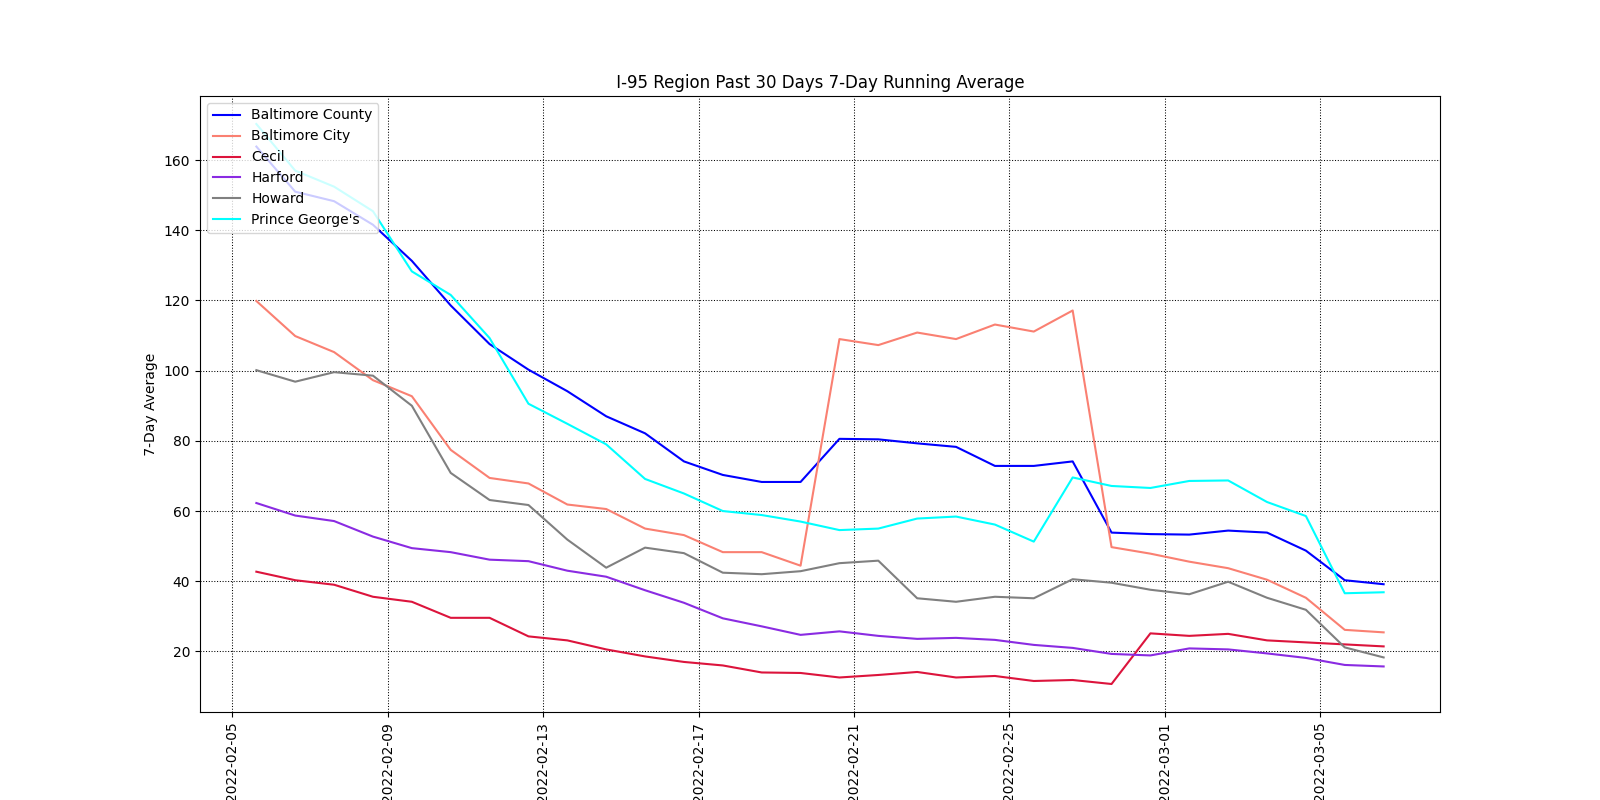 I-95 Region Past 30 Days 7-Day Running Average
Baltimore County
Baltimore City
Cecil
Harford
Howard
Prince George's
7-Day Average
160
140
120
100
80
60
40
20
2022-02-05
2022-02-09
2022-02-13
2022-02-17
2022-02-21
2022-02-25
2022-03-01
2022-03-05